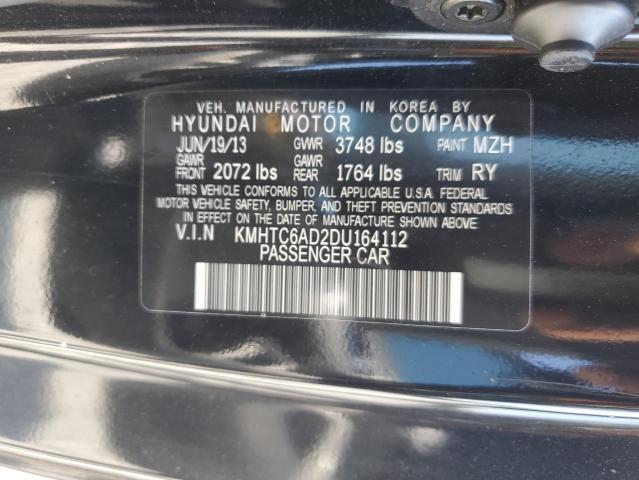 VEH. MANUFACTURED IN KOREA BY
HYUNDAI MOTOR COMPANY
JUN/19/13 GVWR 3748 lbs PAINT MZH
GAWR FRONT 2072 lbs GAWR REAR 1764 lbs TRIM RY
THIS VEHICLE CONFORMS TO ALL APPLICABLE U.S.A. FEDERAL
MOTOR VEHICLE SAFETY, BUMPER, AND THEFT PREVENTION STANDARDS
IN EFFECT ON THE DATE OF MANUFACTURE SHOWN ABOVE
V.I.N KMHTC6AD2DU164112
PASSENGER CAR